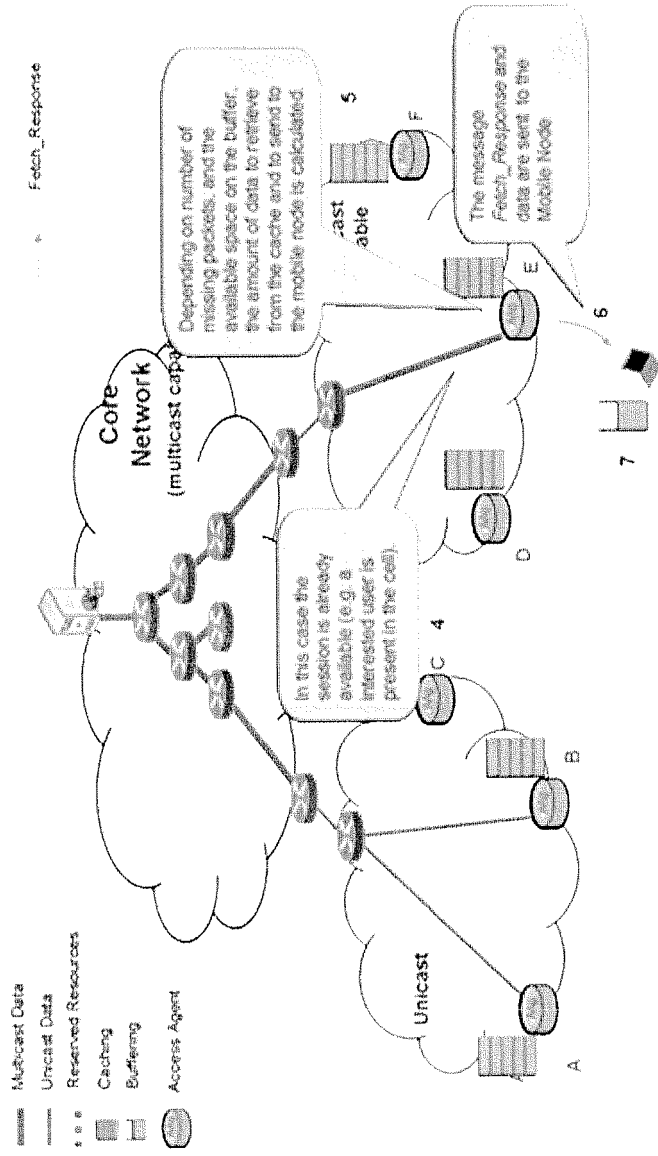 Multicast Data
Unicast Data
Reserved Resources
Caching
Buffering
Access Agent
Fetch_Response
Core
Network
(multicast capa
Depending on number of
missing packets, and the
available space on the buffer,
the amount of data to retrieve
from the cache and to send to
the mobile node is calculated.
5
In this case the
session is already
available (e.g. a
interested user is
present in the cell).
4
Unicast
cast
able
The message
Fetch_Response and
data are sent to the
Mobile Node
6
7
A
A
B
C
D
E
F